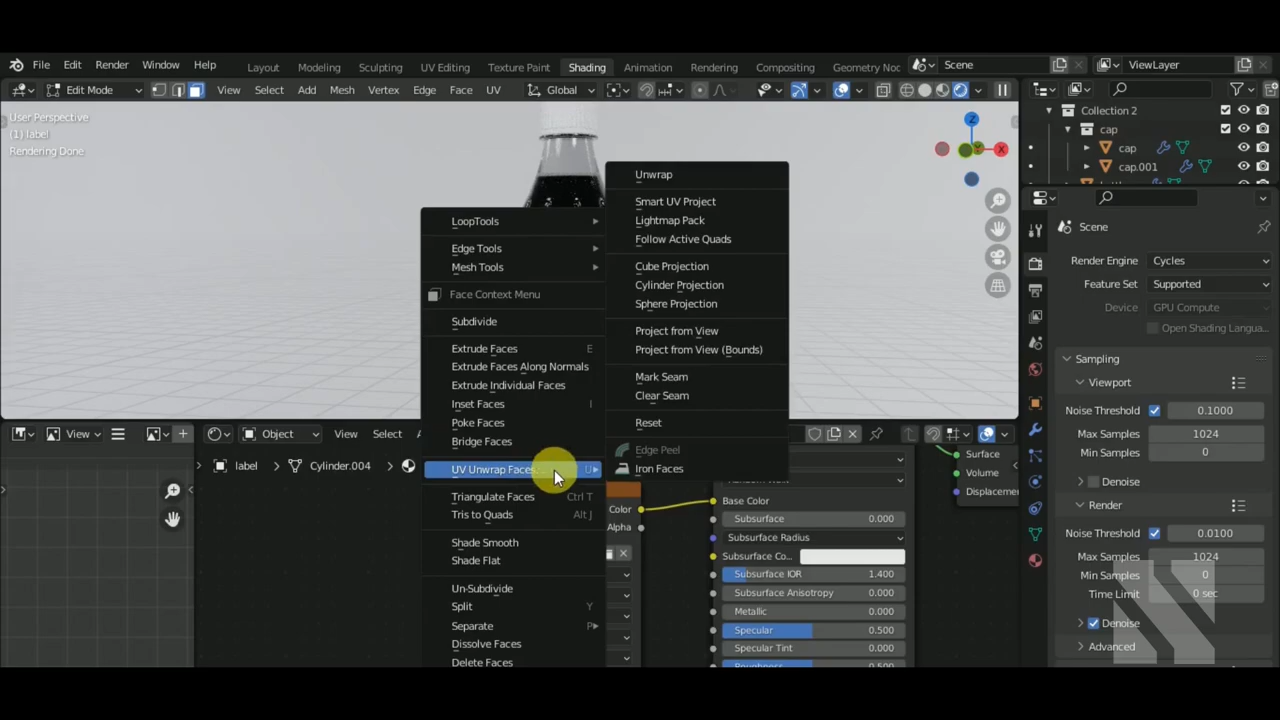 File Edit Render Window Help
Layout Modeling Sculpting UV Editing Texture Paint Shading Animation Rendering Compositing Geometry Noc
Scene
ViewLayer
Edit Mode
View Select Add Mesh Vertex Edge Face UV
Global
User Perspective
(1) label
Rendering Done
Z
X
Y
Collection 2
cap
cap
cap.001
Scene
Render Engine Cycles
Feature Set Supported
Device GPU Compute
Open Shading Langua...
Sampling
Viewport
Noise Threshold 0.1000
Max Samples 1024
Min Samples 0
Denoise
Render
Noise Threshold 0.0100
Max Samples 1024
Min Samples 0
Time Limit 0 sec
Denoise
Advanced
LoopTools
Edge Tools
Mesh Tools
Face Context Menu
Subdivide
Extrude Faces E
Extrude Faces Along Normals
Extrude Individual Faces
Inset Faces I
Poke Faces
Bridge Faces
UV Unwrap Faces... U
Triangulate Faces Ctrl T
Tris to Quads Alt J
Shade Smooth
Shade Flat
Un-Subdivide
Split Y
Separate P
Dissolve Faces
Delete Faces
Unwrap
Smart UV Project
Lightmap Pack
Follow Active Quads
Cube Projection
Cylinder Projection
Sphere Projection
Project from View
Project from View (Bounds)
Mark Seam
Clear Seam
Reset
Edge Peel
Iron Faces
View
Object
View Select
label Cylinder.004
Color
Alpha
Base Color
Subsurface 0.000
Subsurface Radius
Subsurface Co...
Subsurface IOR 1.400
Subsurface Anisotropy 0.000
Metallic 0.000
Specular 0.500
Specular Tint 0.000
Roughness 0.500
Surface
Volume
Displacemen